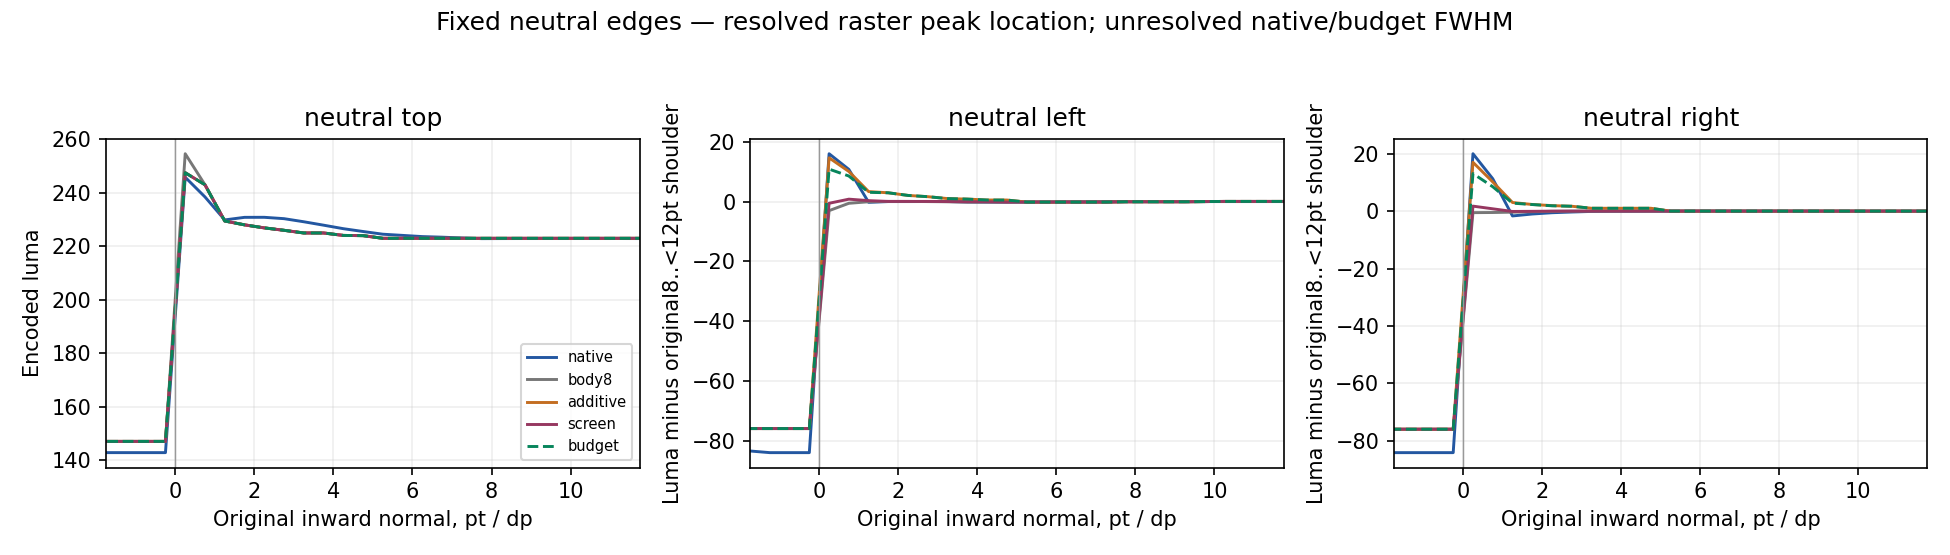 Fixed neutral edges — resolved raster peak location; unresolved native/budget FWHM
neutral top
Encoded luma
260
240
220
200
180
160
140
0 2 4 6 8 10
Original inward normal, pt / dp
native
body8
additive
screen
budget
neutral left
Luma minus original8..<12pt shoulder
20
0
−20
−40
−60
−80
0 2 4 6 8 10
Original inward normal, pt / dp
neutral right
Luma minus original8..<12pt shoulder
20
0
−20
−40
−60
−80
0 2 4 6 8 10
Original inward normal, pt / dp